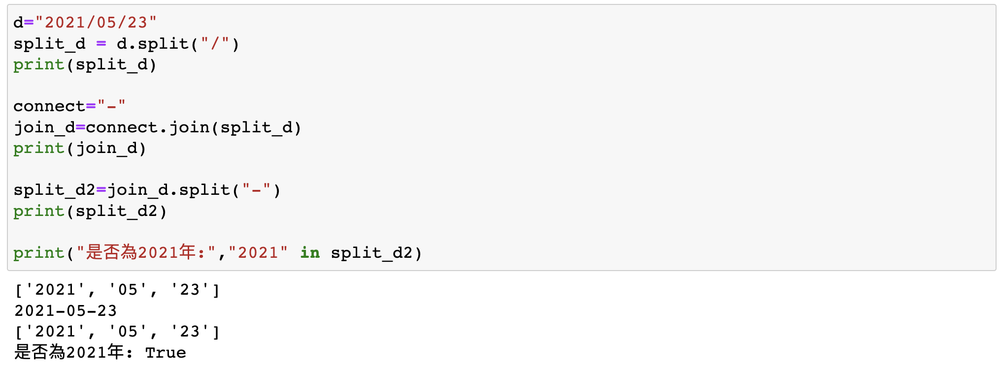 d="2021/05/23"
split_d = d.split("/")
print(split_d)
connect="-"
join_d=connect.join(split_d)
print(join_d)
split_d2=join_d.split("-")
print(split_d2)
print("是否為2021年:","2021" in split_d2)
['2021', '05', '23']
2021-05-23
['2021', '05', '23']
是否為2021年: True